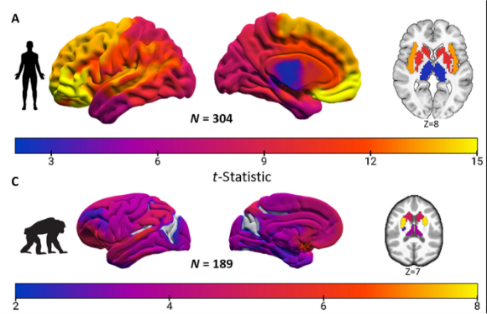 A
N = 304
Z=8
3 6 9 12 15
t-Statistic
C
N = 189
Z=7
2 4 6 8